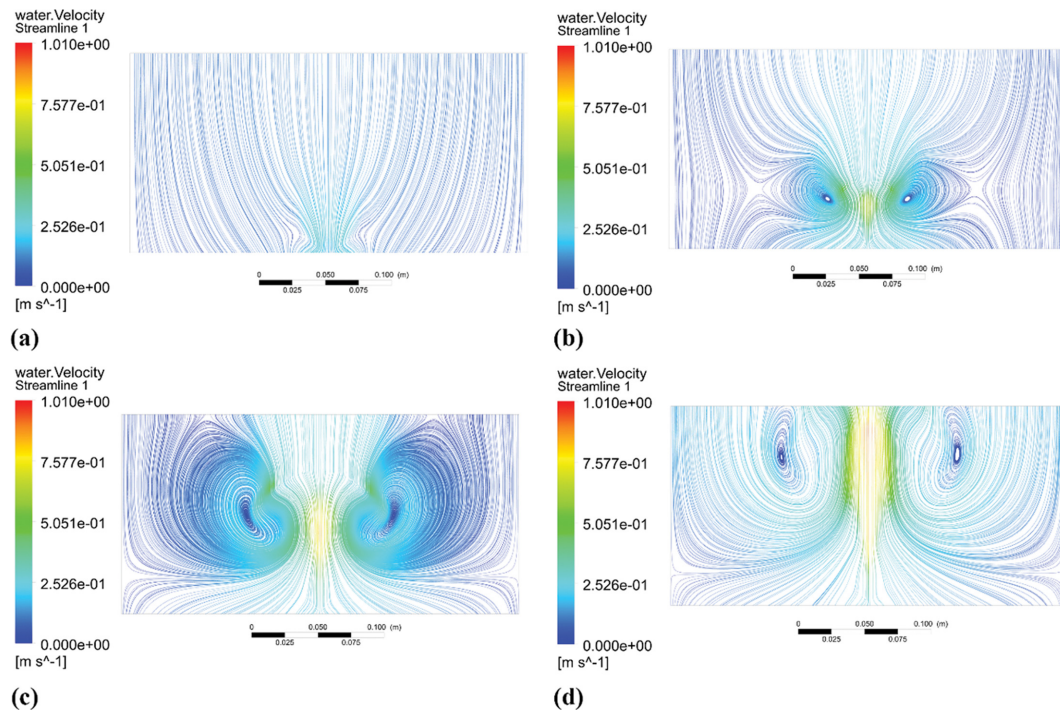 water.Velocity
Streamline 1
1.010e+00
7.577e-01
5.051e-01
2.526e-01
0.000e+00
[m s^-1]
0 0.050 0.100 (m)
0.025 0.075
(a)
water.Velocity
Streamline 1
1.010e+00
7.577e-01
5.051e-01
2.526e-01
0.000e+00
[m s^-1]
0 0.050 0.100 (m)
0.025 0.075
(b)
water.Velocity
Streamline 1
1.010e+00
7.577e-01
5.051e-01
2.526e-01
0.000e+00
[m s^-1]
0 0.050 0.100 (m)
0.025 0.075
(c)
water.Velocity
Streamline 1
1.010e+00
7.577e-01
5.051e-01
2.526e-01
0.000e+00
[m s^-1]
0 0.050 0.100 (m)
0.025 0.075
(d)